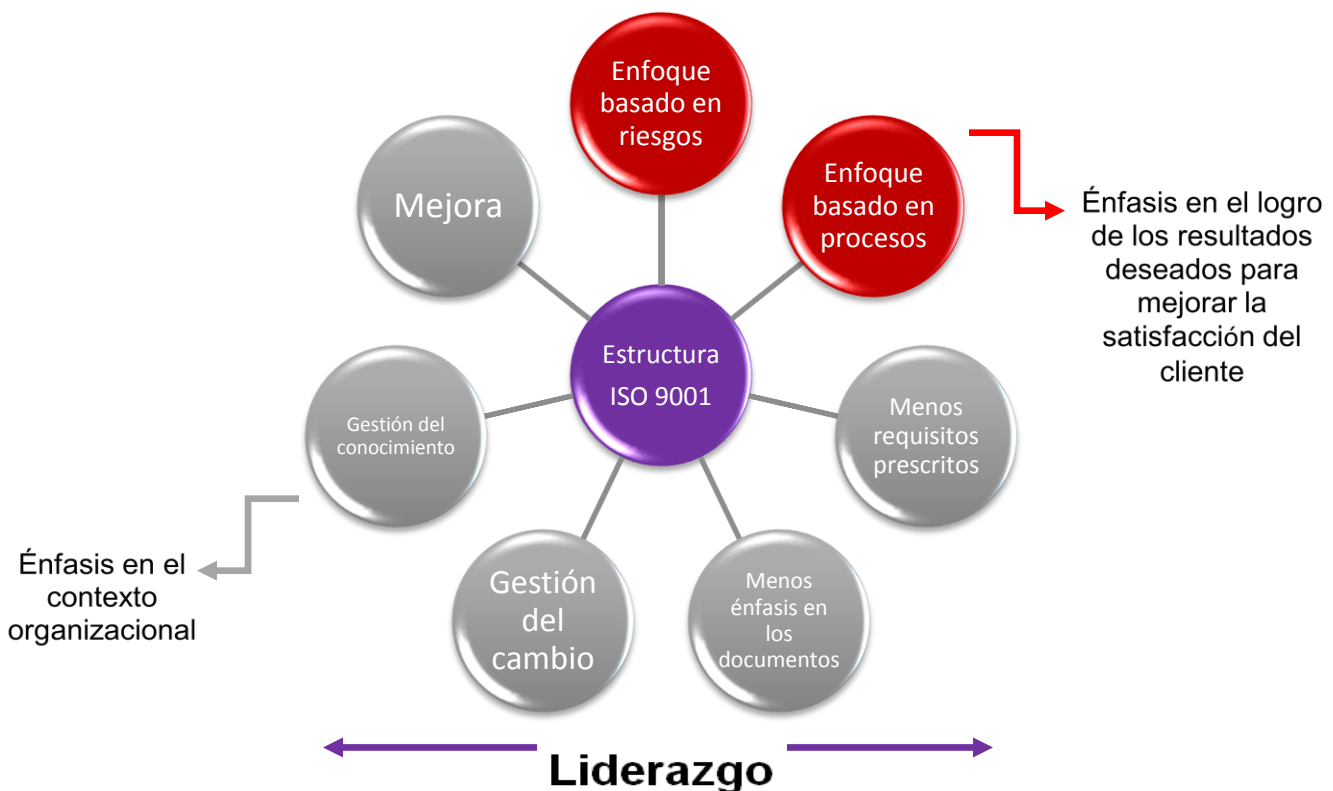 Enfoque
basado en
riesgos
Enfoque
basado en
procesos
Énfasis en el logro
de los resultados
deseados para
mejorar la
satisfacción del
cliente
Mejora
Estructura
ISO 9001
Menos
requisitos
prescritos
Gestión del
conocimiento
Énfasis en el
contexto
organizacional
Gestión
del
cambio
Menos
énfasis en
los
documentos
Liderazgo